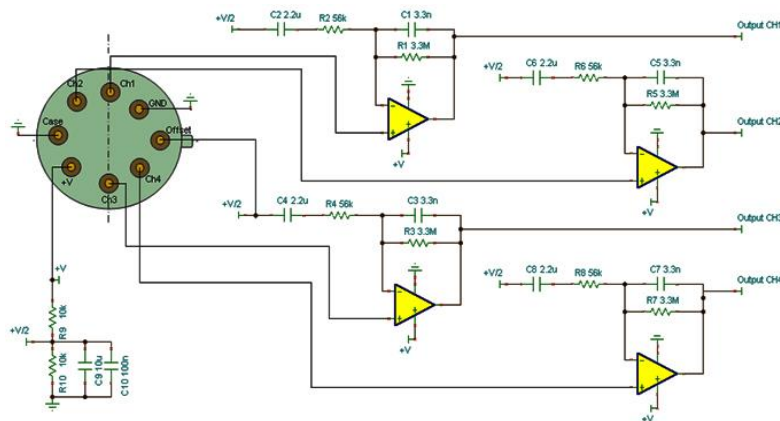 +V/2 C2 2.2u R2 56k C1 3.3n Output CH1
R1 3.3M
+V/2 C6 2.2u R6 56k C5 3.3n
R5 3.3M
Output CH2
+V
+V
Ch2 Ch1
GND
Case Offset
+V Ch4
Ch3
+V/2 C4 2.2u R4 56k C3 3.3n Output CH3
R3 3.3M
+V/2 C8 2.2u R8 56k C7 3.3n Output CH4
R7 3.3M
+V
+V
+V
10k
R9
+V/2
10k
R10
C9 10u
C10 100n